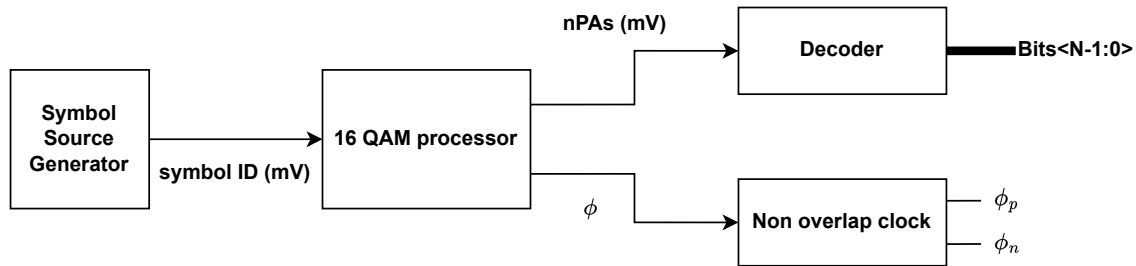 nPAs (mV)
Decoder
Bits<N-1:0>
Symbol
Source
Generator
symbol ID (mV)
16 QAM processor
ϕ
Non overlap clock
ϕₚ
ϕₙ